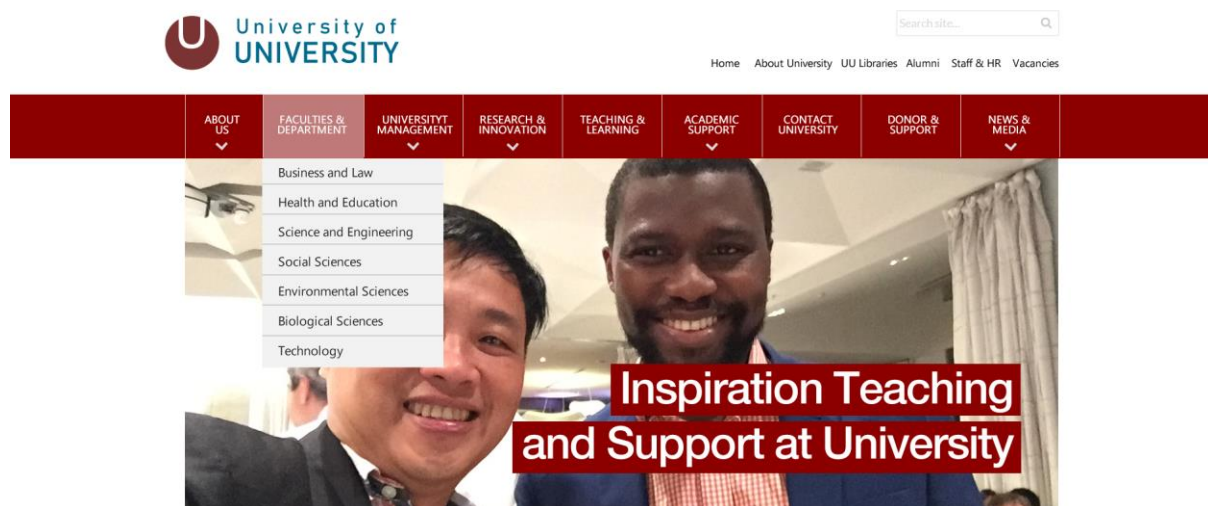 University of
UNIVERSITY
Search site...
Home About University UU Libraries Alumni Staff & HR Vacancies
ABOUT
US
FACULTIES &
DEPARTMENT
UNIVERSITYT
MANAGEMENT
RESEARCH &
INNOVATION
TEACHING &
LEARNING
ACADEMIC
SUPPORT
CONTACT
UNIVERSITY
DONOR &
SUPPORT
NEWS &
MEDIA
Business and Law
Health and Education
Science and Engineering
Social Sciences
Environmental Sciences
Biological Sciences
Technology
Inspiration Teaching
and Support at University